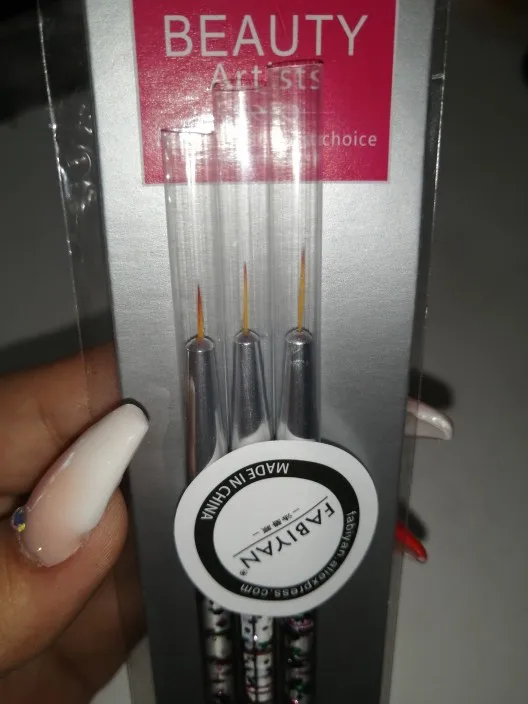 BEAUTY
Artists
choice
MADE IN CHINA
FABIYAN®
fabiyan.aliexpress.com